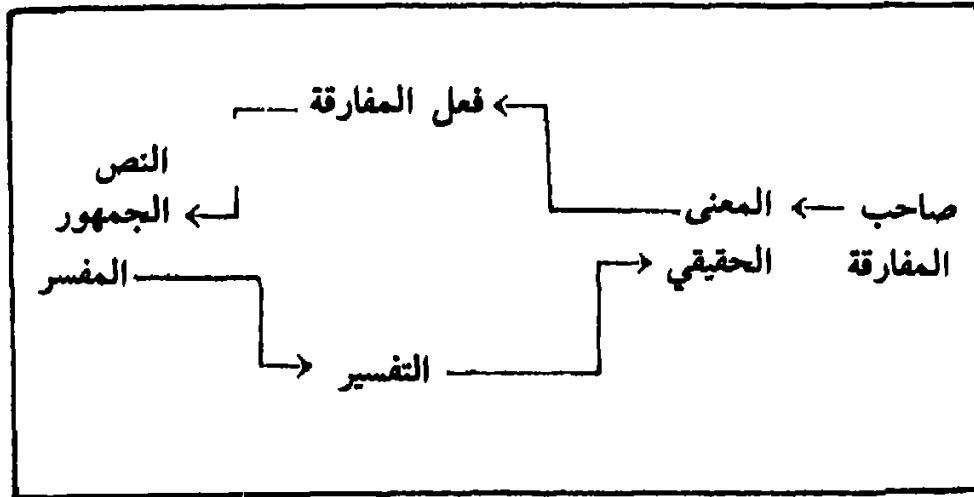 فعل المفارقة
صاحب المفارقة
المعنى الحقيقي
النص
الجمهور
المفسر
التفسير